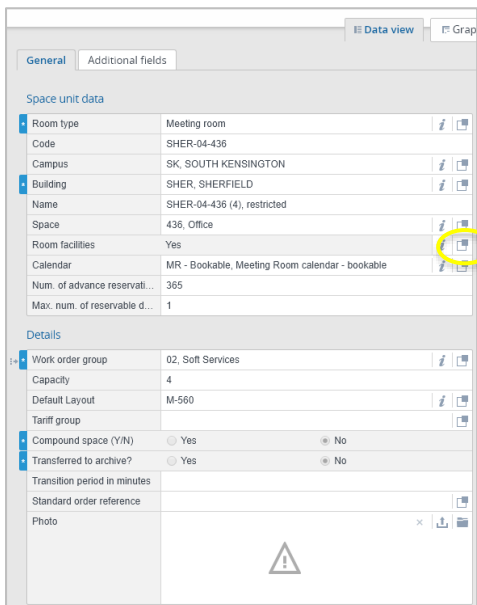 Data view Grap
General Additional fields
Space unit data
Room type Meeting room
Code SHER-04-436
Campus SK, SOUTH KENSINGTON
Building SHER, SHERFIELD
Name SHER-04-436 (4), restricted
Space 436, Office
Room facilities Yes
Calendar MR - Bookable, Meeting Room calendar - bookable
Num. of advance reservati... 365
Max. num. of reservable d... 1
Details
Work order group 02, Soft Services
Capacity 4
Default Layout M-560
Tariff group
Compound space (Y/N) Yes No
Transferred to archive? Yes No
Transition period in minutes
Standard order reference
Photo